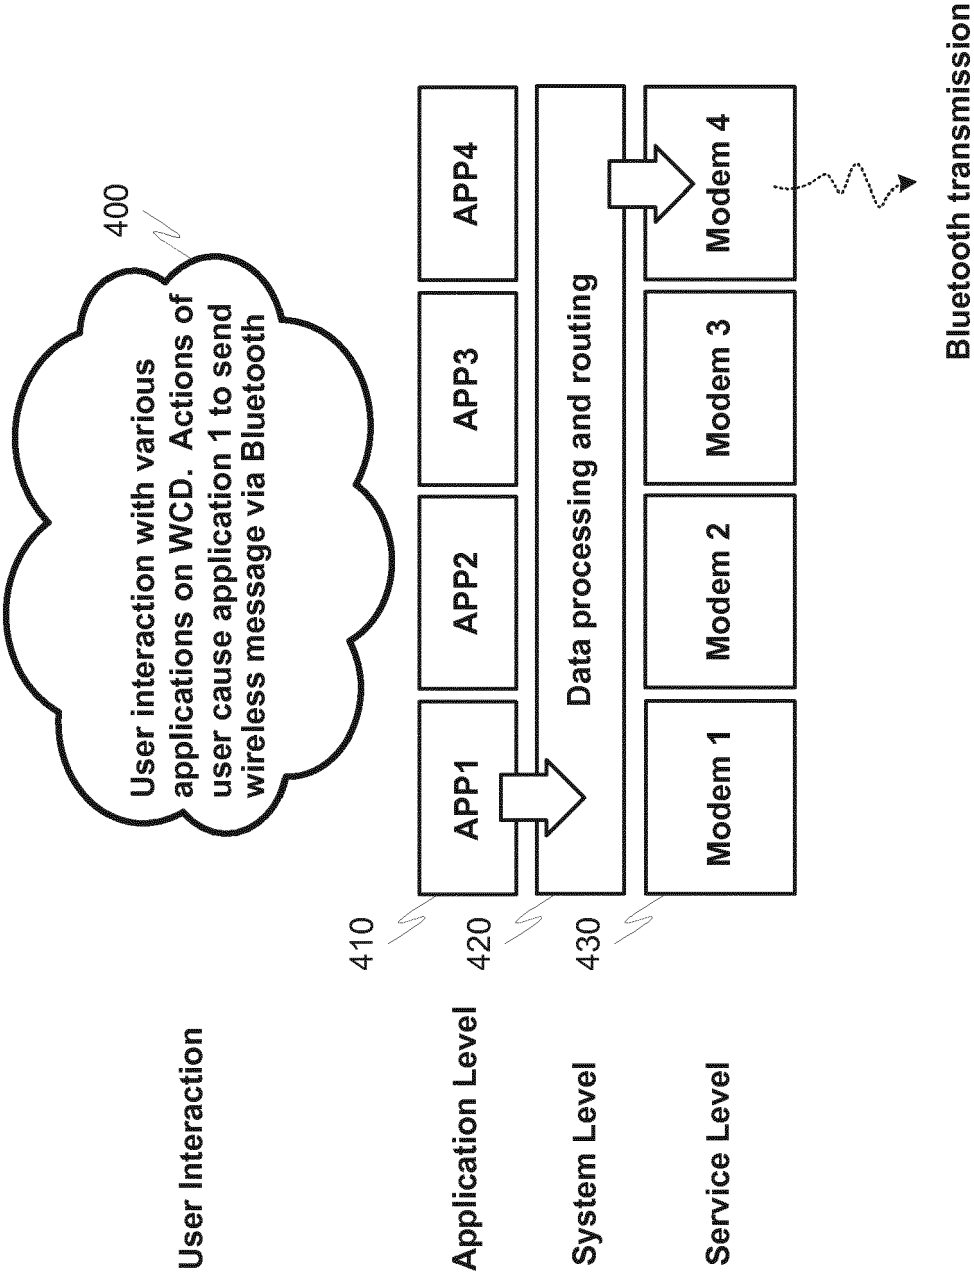 User Interaction
User interaction with various
applications on WCD.  Actions of
user cause application 1 to send
wireless message via Bluetooth
400
Application Level
410
APP1
APP2
APP3
APP4
System Level
420
Data processing and routing
Service Level
430
Modem 1
Modem 2
Modem 3
Modem 4
Bluetooth transmission